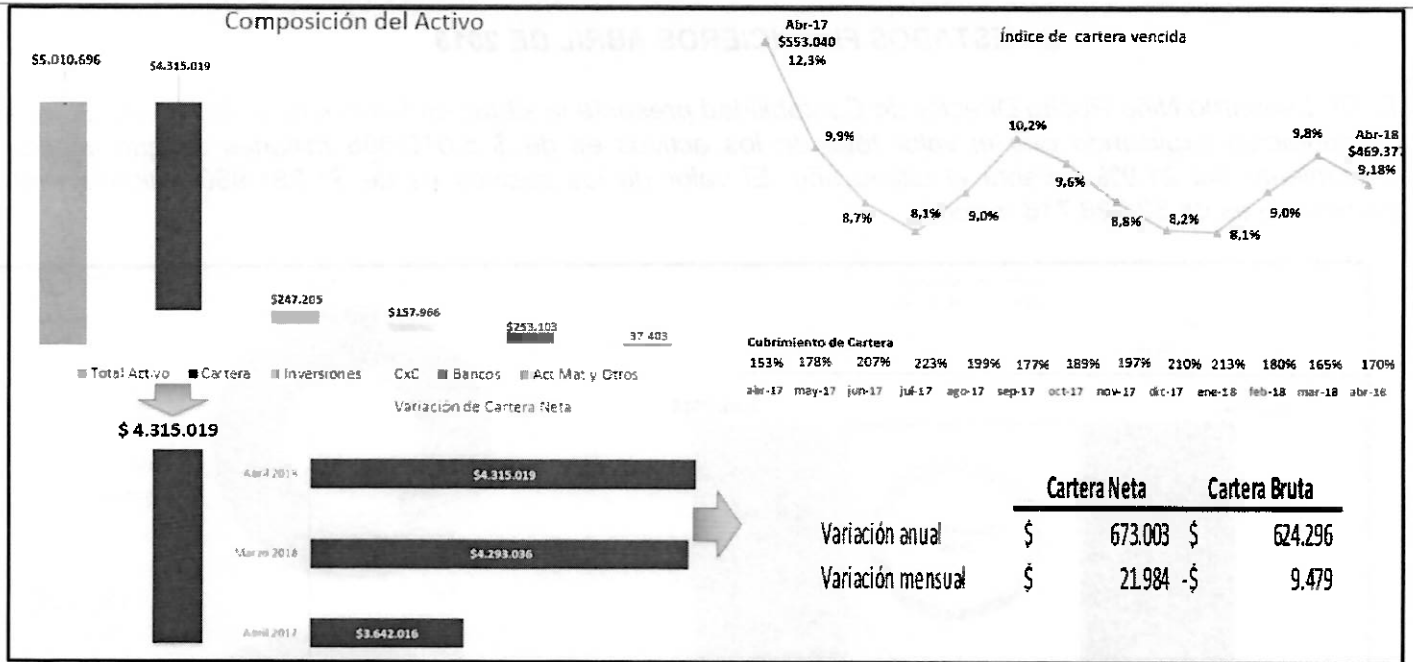 Composición del Activo
$5.010.696
$4.315.019
$247.205
$157.966
$253.103
37.403
Total Activo Cartera Inversiones CxC Bancos Act Mat y Otros
$ 4.315.019
Variación de Cartera Neta
Abril 2018 $4.315.019
Marzo 2018 $4.293.036
Abril 2017 $3.642.016
Índice de cartera vencida
Abr-17
$553.040
12,3%
9,9%
8,7%
8,1%
9,0%
10,2%
9,6%
8,8%
8,2%
8,1%
9,0%
9,8%
Abr-18
$469.37
9,18%
Cubrimiento de Cartera
153% 178% 207% 223% 199% 177% 189% 197% 210% 213% 180% 165% 170%
abr-17 may-17 jun-17 jul-17 ago-17 sep-17 oct-17 nov-17 dic-17 ene-18 feb-18 mar-18 abr-18
Cartera Neta Cartera Bruta
Variación anual $ 673.003 $ 624.296
Variación mensual $ 21.984 -$ 9.479